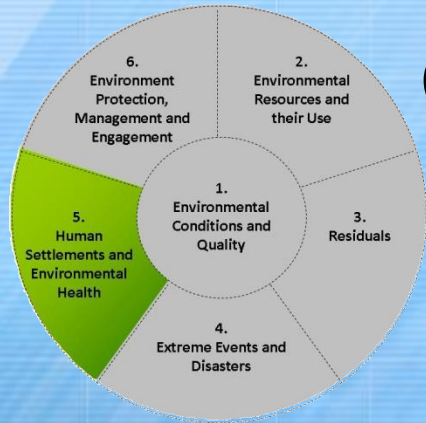 6.
Environment
Protection,
Management and
Engagement
2.
Environmental
Resources and
their Use
1.
Environmental
Conditions and
Quality
3.
Residuals
5.
Human
Settlements and
Environmental
Health
4.
Extreme Events and
Disasters